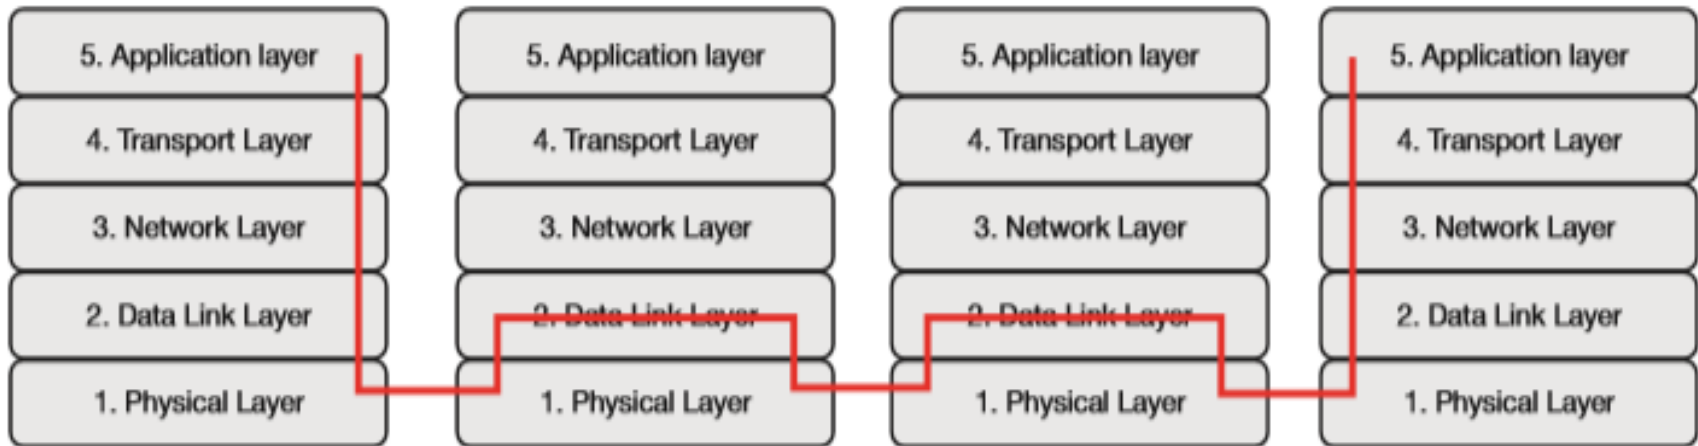 5. Application layer
4. Transport Layer
3. Network Layer
2. Data Link Layer
1. Physical Layer
5. Application layer
4. Transport Layer
3. Network Layer
2. Data Link Layer
1. Physical Layer
5. Application layer
4. Transport Layer
3. Network Layer
2. Data Link Layer
1. Physical Layer
5. Application layer
4. Transport Layer
3. Network Layer
2. Data Link Layer
1. Physical Layer